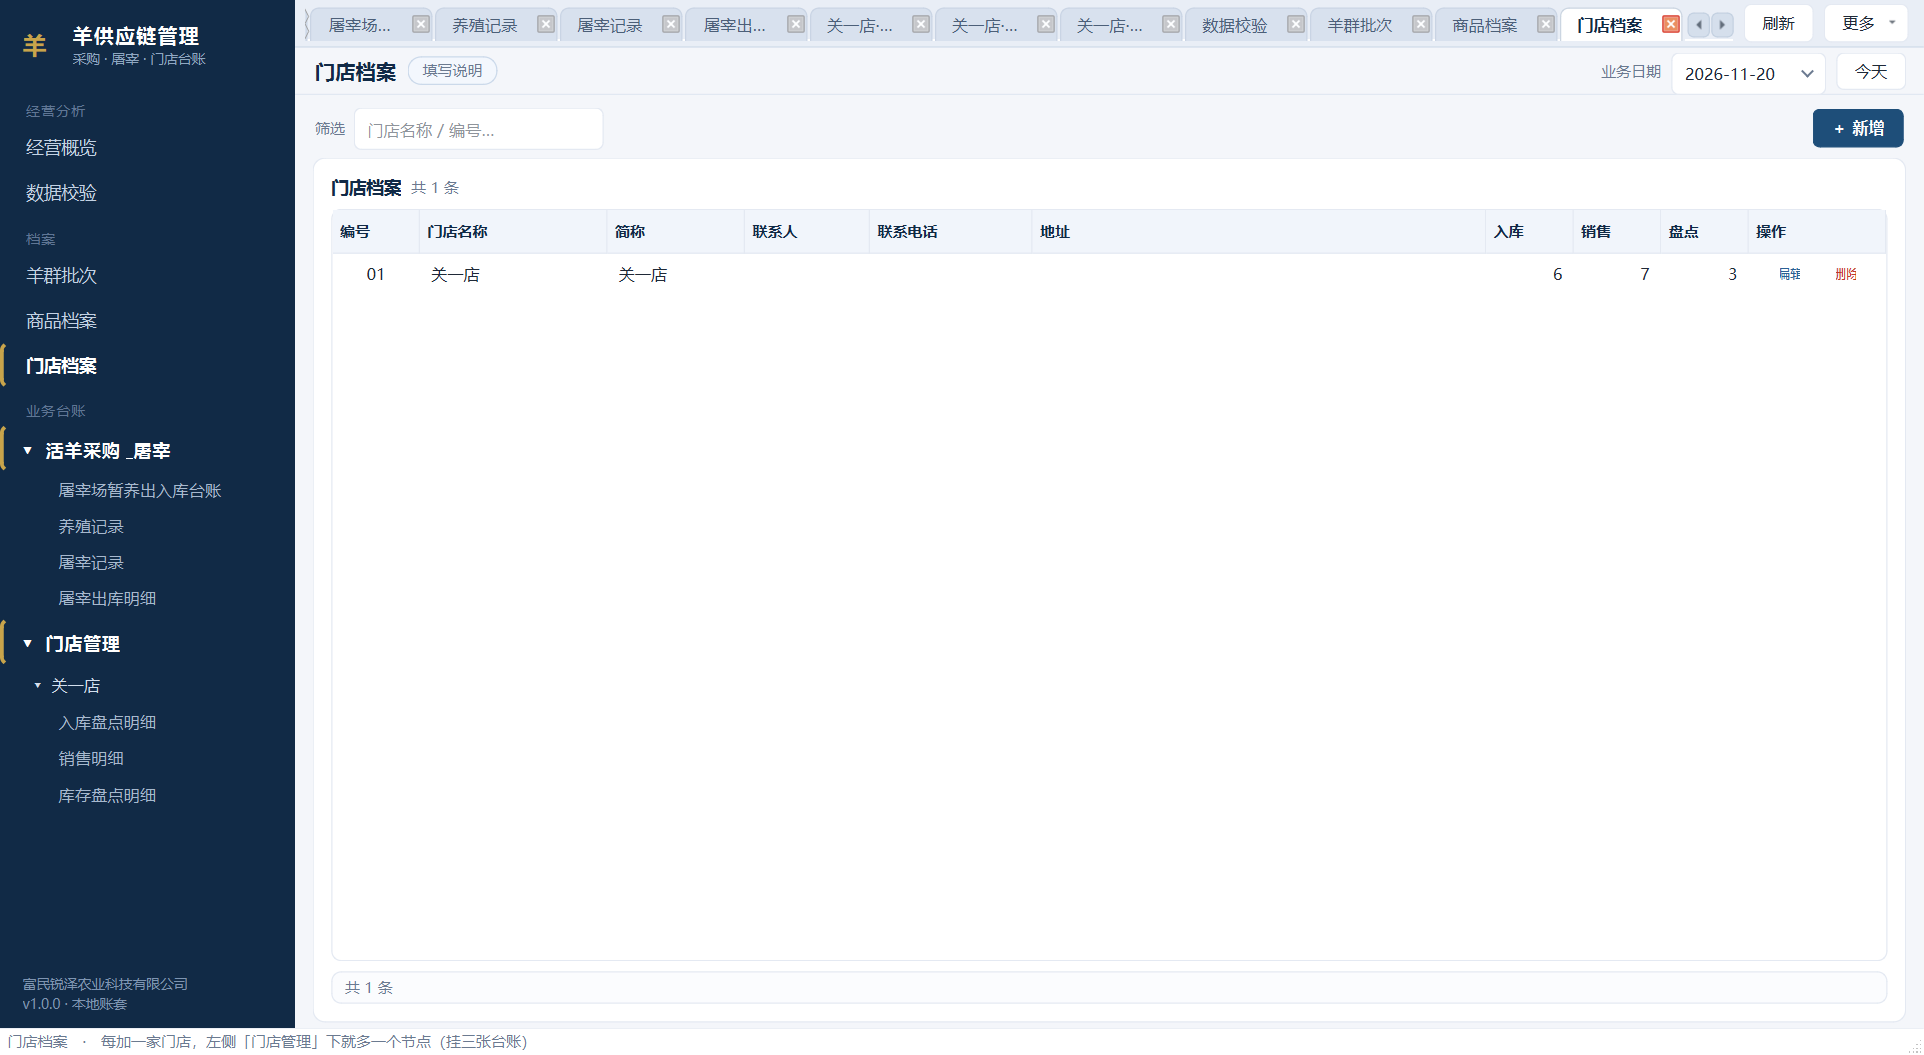 羊
羊供应链管理
采购 · 屠宰 · 门店台账
经营分析
经营概览
数据校验
档案
羊群批次
商品档案
门店档案
业务台账
活羊采购 _屠宰
屠宰场暂养出入库台账
养殖记录
屠宰记录
屠宰出库明细
门店管理
关一店
入库盘点明细
销售明细
库存盘点明细
富民锐泽农业科技有限公司
v1.0.0 · 本地账套
屠宰场... 养殖记录 屠宰记录 屠宰出... 关一店·... 关一店·... 关一店·... 数据校验 羊群批次 商品档案 门店档案 刷新 更多
门店档案 填写说明 业务日期 2026-11-20 今天
筛选 门店名称 / 编号... + 新增
门店档案 共 1 条
编号 门店名称 简称 联系人 联系电话 地址 入库 销售 盘点 操作
01 关一店 关一店 6 7 3 编辑 删除
共 1 条
门店档案 · 每加一家门店，左侧「门店管理」下就多一个节点（挂三张台账）